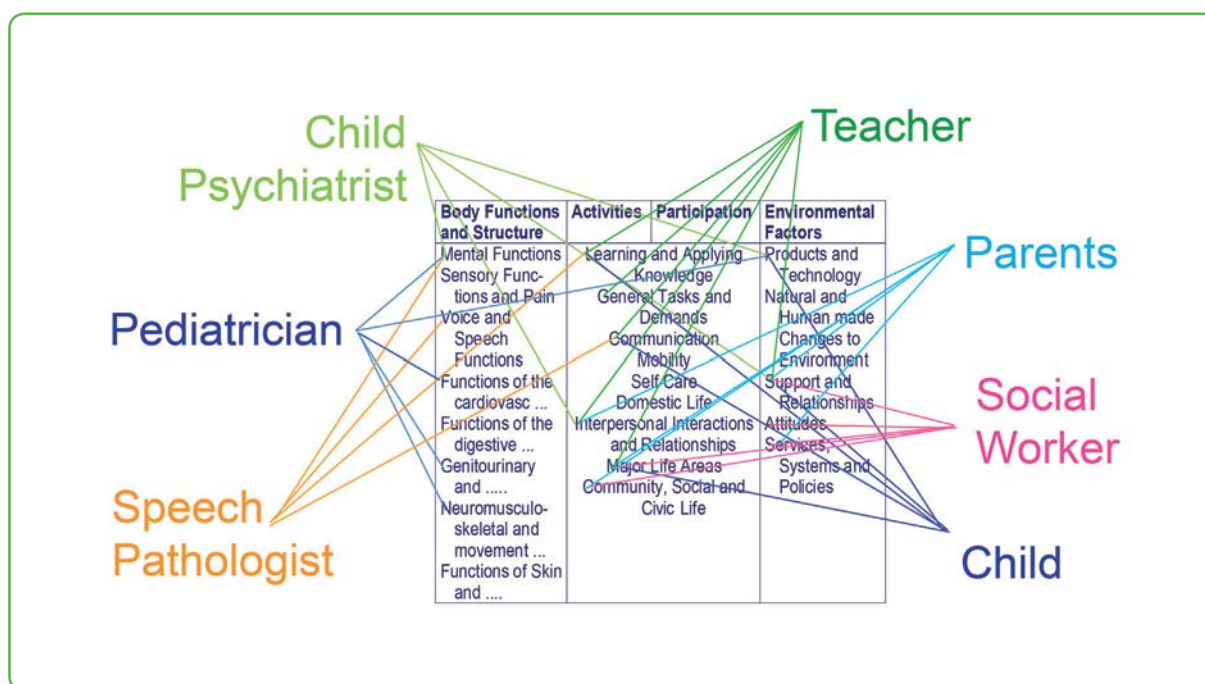 Child
Psychiatrist
Teacher
Parents
Pediatrician
Social
Worker
Speech
Pathologist
Child
Body Functions
and Structure
Activities
Participation
Environmental
Factors
Mental Functions
Sensory Func-
tions and Pain
Voice and
Speech
Functions
Functions of the
cardiovasc ...
Functions of the
digestive ...
Genitourinary
and .....
Neuromusculo-
skeletal and
movement ...
Functions of Skin
and ....
Learning and Applying
Knowledge
General Tasks and
Demands
Communication
Mobility
Self Care
Domestic Life
Interpersonal Interactions
and Relationships
Major Life Areas
Community, Social and
Civic Life
Products and
Technology
Natural and
Human made
Changes to
Environment
Support and
Relationships
Attitudes
Services,
Systems and
Policies